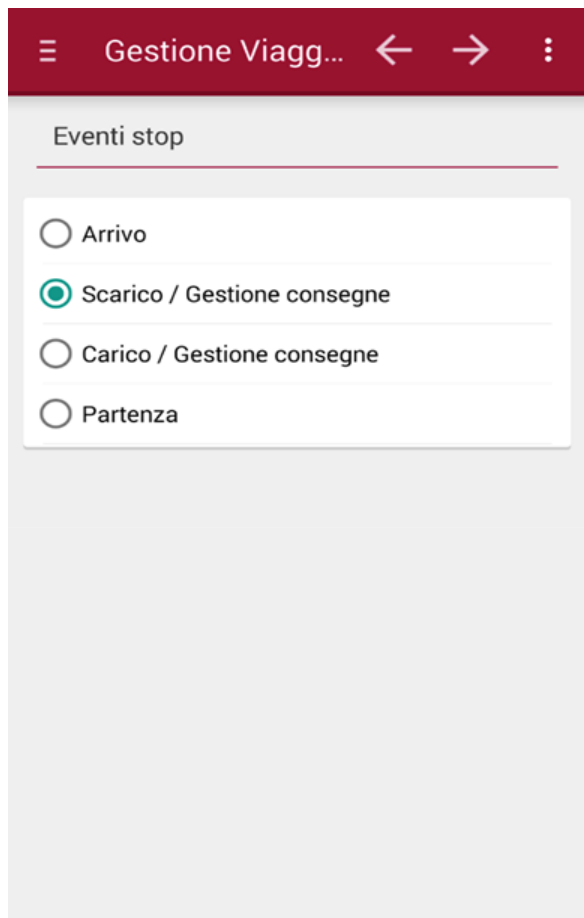 Gestione Viagg...
Eventi stop
Arrivo
Scarico / Gestione consegne
Carico / Gestione consegne
Partenza